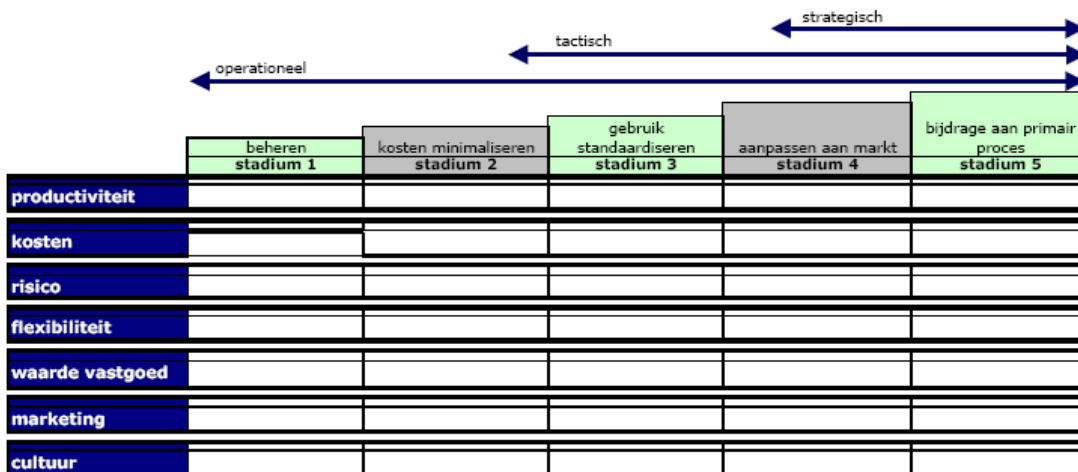 strategisch
tactisch
operationeel
beheren
stadium 1
kosten minimaliseren
stadium 2
gebruik
standaardiseren
stadium 3
aanpassen aan markt
stadium 4
bijdrage aan primair
proces
stadium 5
productiviteit
kosten
risico
flexibiliteit
waarde vastgoed
marketing
cultuur